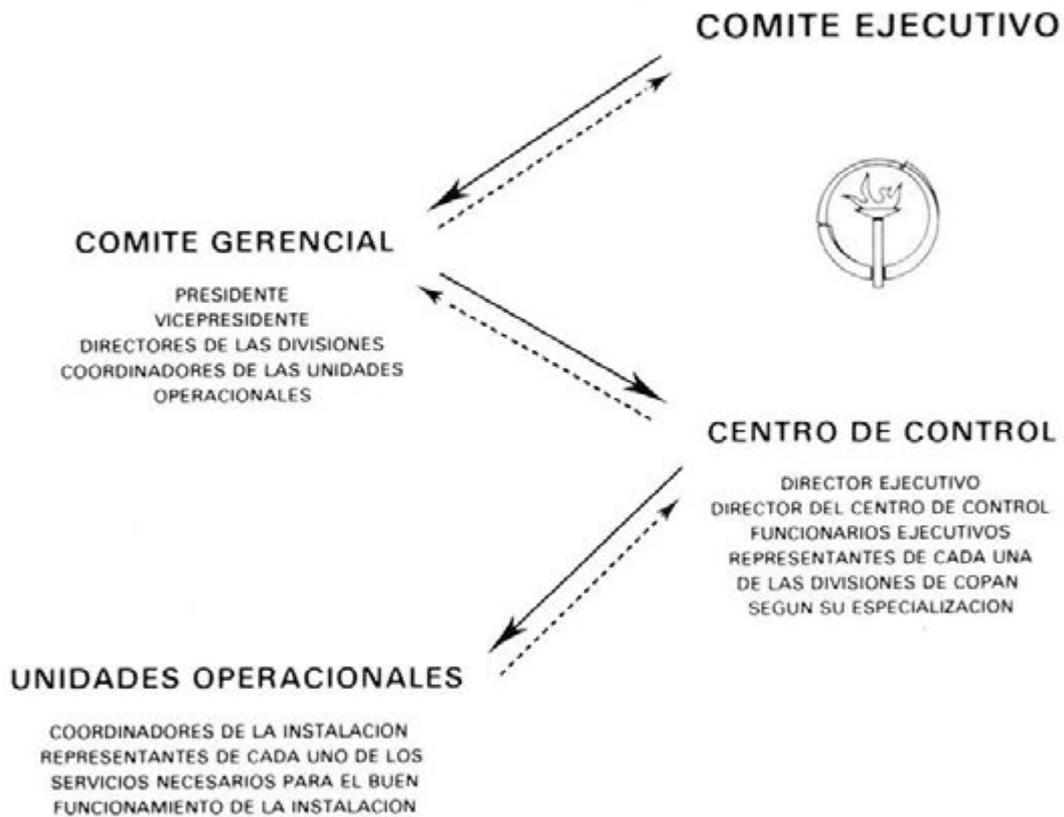 COMITE EJECUTIVO
COMITE GERENCIAL
PRESIDENTE
VICEPRESIDENTE
DIRECTORES DE LAS DIVISIONES
COORDINADORES DE LAS UNIDADES
OPERACIONALES
CENTRO DE CONTROL
DIRECTOR EJECUTIVO
DIRECTOR DEL CENTRO DE CONTROL
FUNCIONARIOS EJECUTIVOS
REPRESENTANTES DE CADA UNA
DE LAS DIVISIONES DE COPAN
SEGUN SU ESPECIALIZACION
UNIDADES OPERACIONALES
COORDINADORES DE LA INSTALACION
REPRESENTANTES DE CADA UNO DE LOS
SERVICIOS NECESARIOS PARA EL BUEN
FUNCIONAMIENTO DE LA INSTALACION